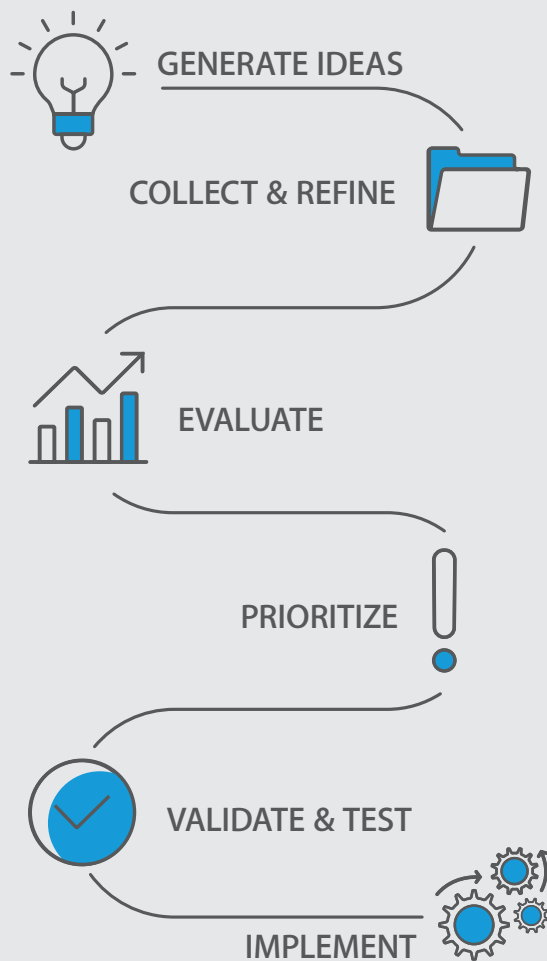 GENERATE IDEAS
COLLECT & REFINE
EVALUATE
PRIORITIZE
VALIDATE & TEST
IMPLEMENT